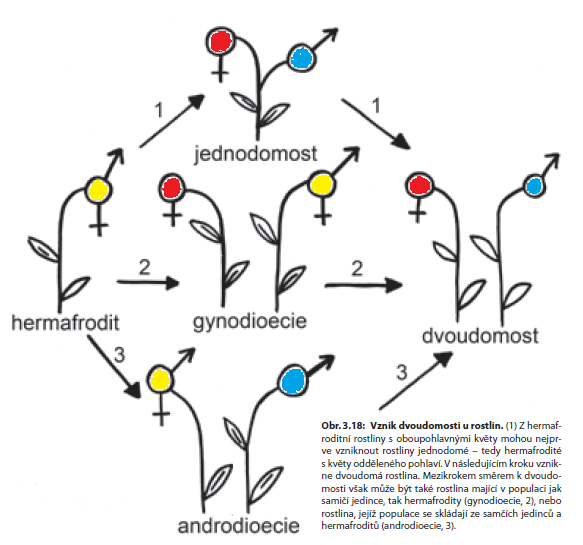 1
1
jednodomost
2
2
hermafrodit
gynodioecie
dvoudomost
3
3
androdioecie
Obr. 3.18: Vznik dvoudomosti u rostlin. (1) Z hermaf-
roditní rostliny s oboupohlavnými květy mohou nejpr-
ve vzniknout rostliny jednodomé – tedy hermafrodité
s květy odděleného pohlaví. V následujícím kroku vznik-
ne dvoudomá rostlina. Mezikrokem směrem k dvoudo-
mosti však může být také rostlina mající v populaci jak
samičí jedince, tak hermafrodity (gynodioecie, 2), nebo
rostlina, jejíž populace se skládají ze samčích jedinců a
hermafroditů (androdioecie, 3).